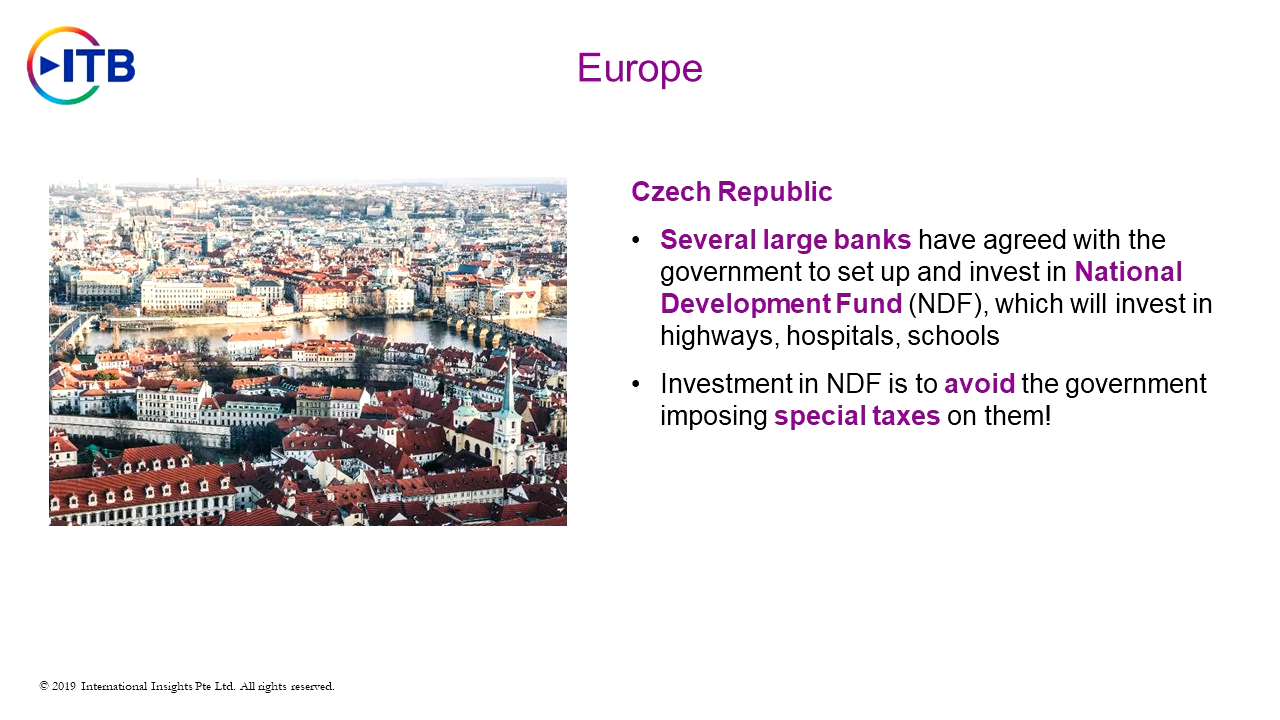 ITB
Europe
Czech Republic
• Several large banks have agreed with the
government to set up and invest in National
Development Fund (NDF), which will invest in
highways, hospitals, schools
• Investment in NDF is to avoid the government
imposing special taxes on them!
© 2019 International Insights Pte Ltd. All rights reserved.